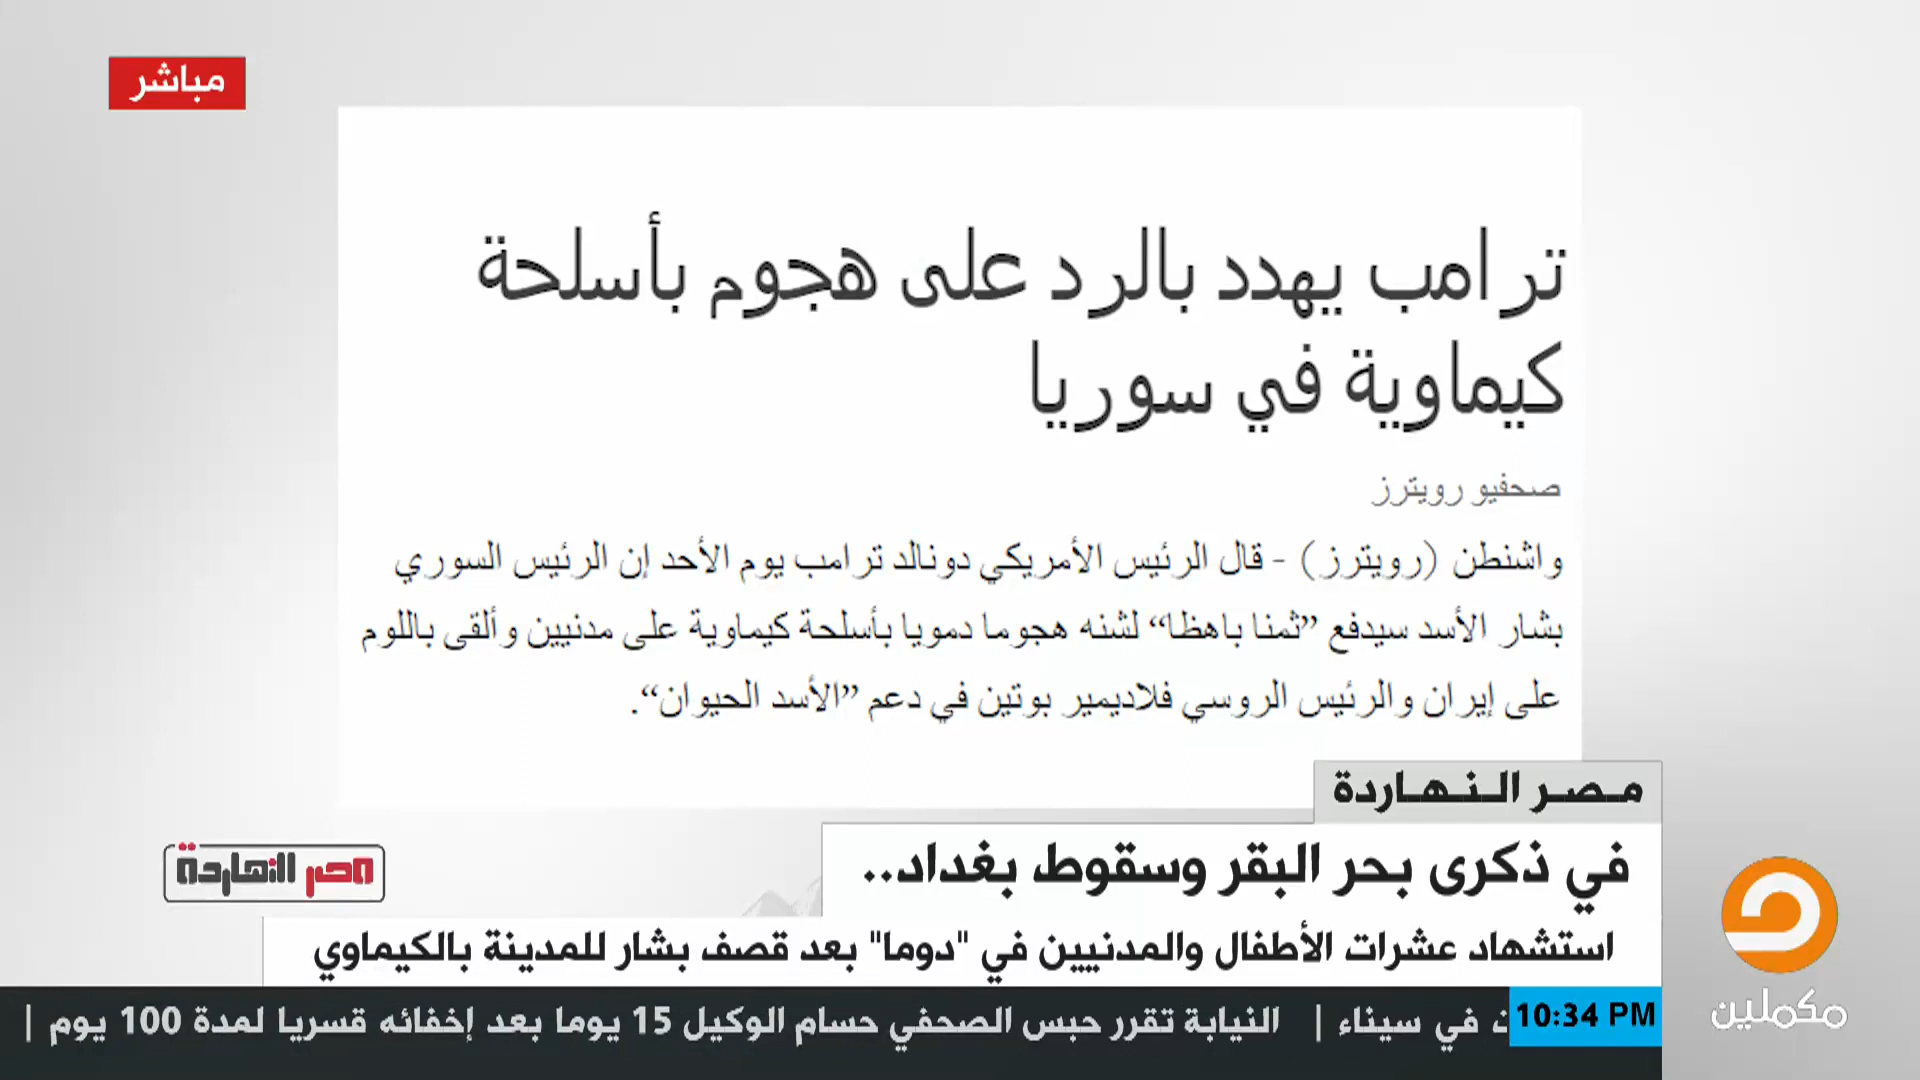 مباشر
ترامب يهدد بالرد على هجوم بأسلحة
كيماوية في سوريا
صحفيو رويترز
واشنطن (رويترز) - قال الرئيس الأمريكي دونالد ترامب يوم الأحد إن الرئيس السوري
بشار الأسد سيدفع ”ثمنا باهظا“ لشنه هجوما دمويا بأسلحة كيماوية على مدنيين وألقى باللوم
على إيران والرئيس الروسي فلاديمير بوتين في دعم ”الأسد الحيوان“.
مصر النهاردة
في ذكرى بحر البقر وسقوط بغداد..
مصر النهاردة
استشهاد عشرات الأطفال والمدنيين في "دوما" بعد قصف بشار للمدينة بالكيماوي
10:34 PM
في سيناء | النيابة تقرر حبس الصحفي حسام الوكيل 15 يوما بعد إخفائه قسريا لمدة 100 يوم |
مكملين